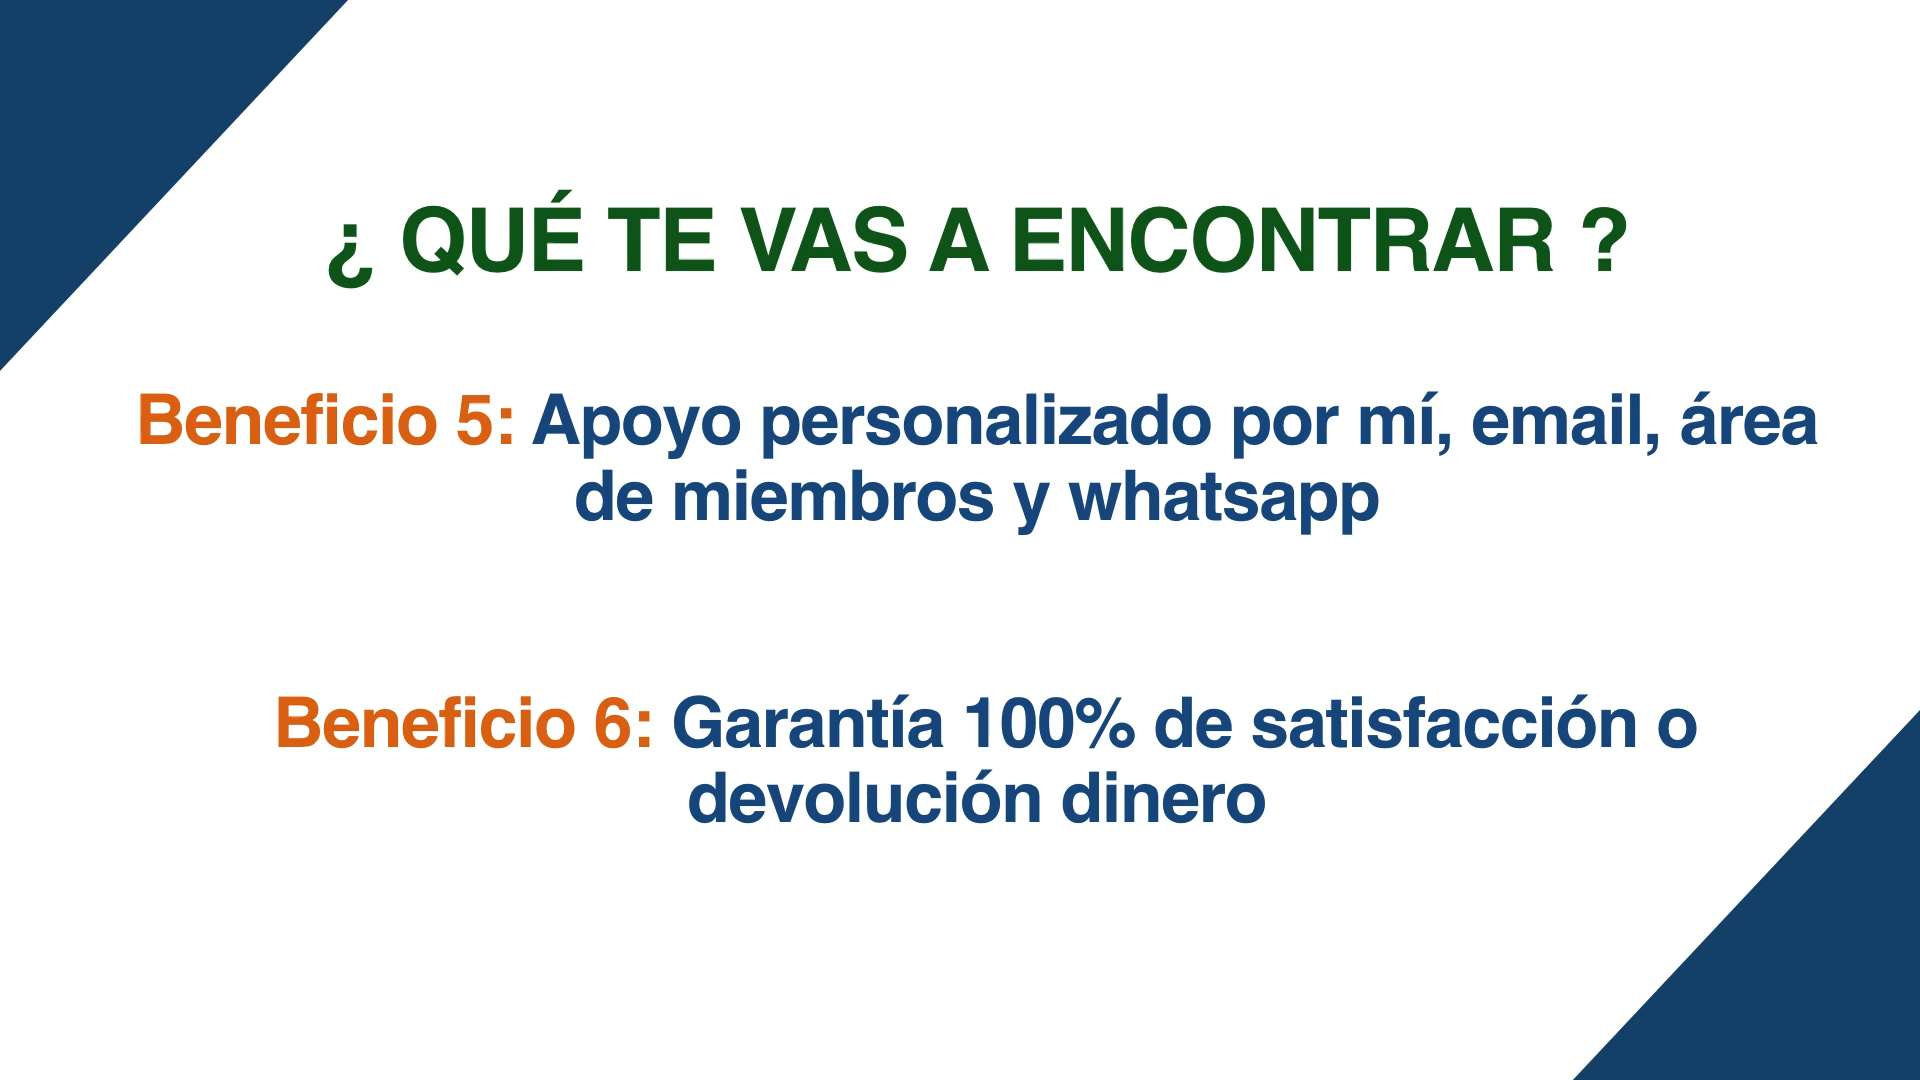 ¿ QUÉ TE VAS A ENCONTRAR ?
Beneficio 5: Apoyo personalizado por mí, email, área
de miembros y whatsapp
Beneficio 6: Garantía 100% de satisfacción o
devolución dinero